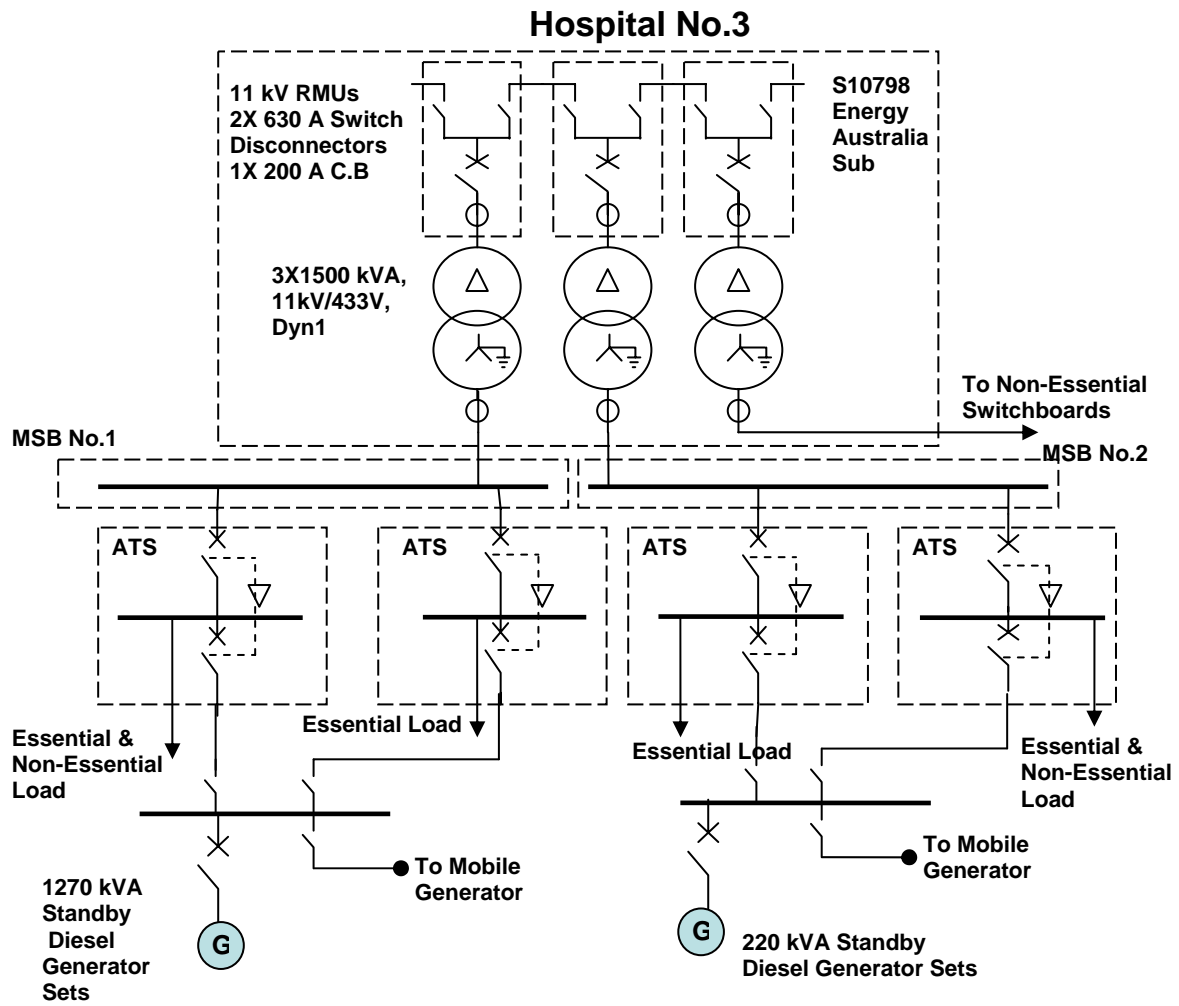 Hospital No.3
11 kV RMUs
2X 630 A Switch
Disconnectors
1X 200 A C.B
S10798
Energy
Australia
Sub
3X1500 kVA,
11kV/433V,
Dyn1
To Non-Essential
Switchboards
MSB No.1
MSB No.2
ATS
ATS
ATS
ATS
Essential &
Non-Essential
Load
Essential Load
Essential Load
Essential &
Non-Essential
Load
To Mobile
Generator
To Mobile
Generator
1270 kVA
Standby
Diesel
Generator
Sets
G
G
220 kVA Standby
Diesel Generator Sets